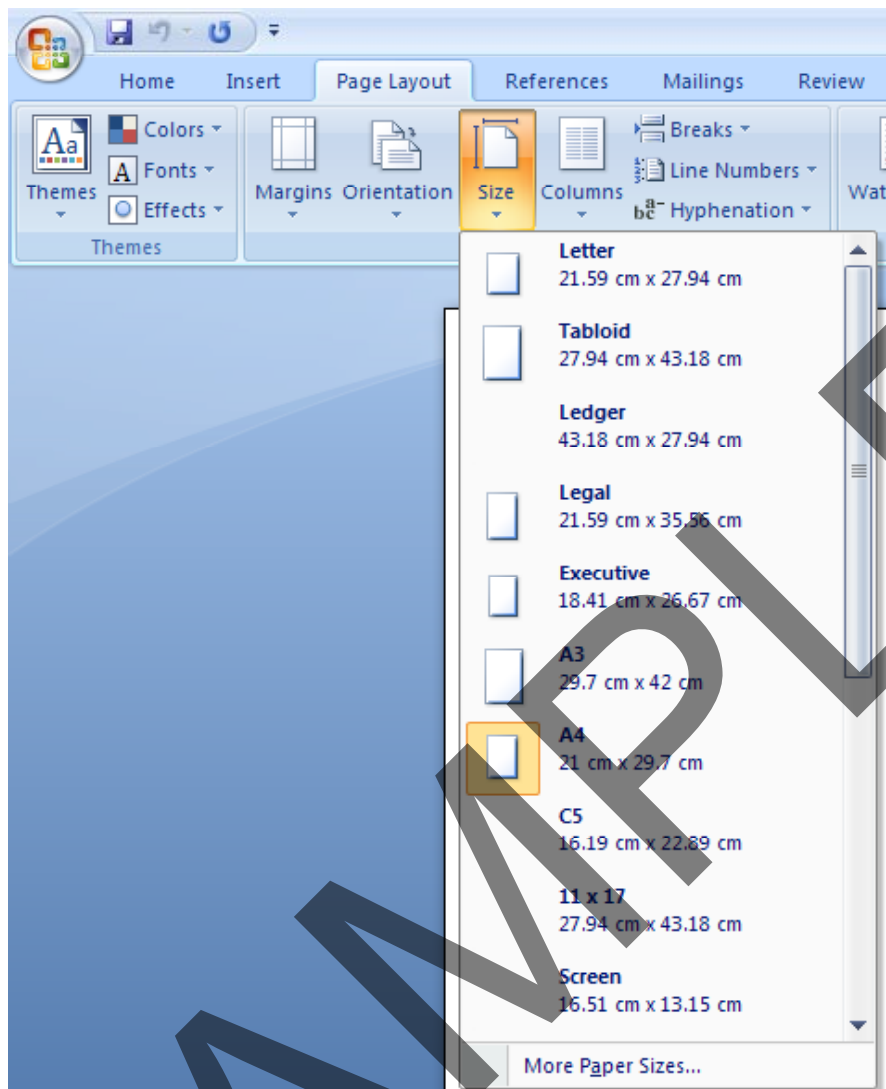 Home Insert Page Layout References Mailings Review
Themes
Colors
Fonts
Effects
Themes
Margins
Orientation
Size
Columns
Breaks
Line Numbers
Hyphenation
Letter
21.59 cm x 27.94 cm
Tabloid
27.94 cm x 43.18 cm
Ledger
43.18 cm x 27.94 cm
Legal
21.59 cm x 35.56 cm
Executive
18.41 cm x 26.67 cm
A3
29.7 cm x 42 cm
A4
21 cm x 29.7 cm
C5
16.19 cm x 22.89 cm
11 x 17
27.94 cm x 43.18 cm
Screen
16.51 cm x 13.15 cm
More Paper Sizes...